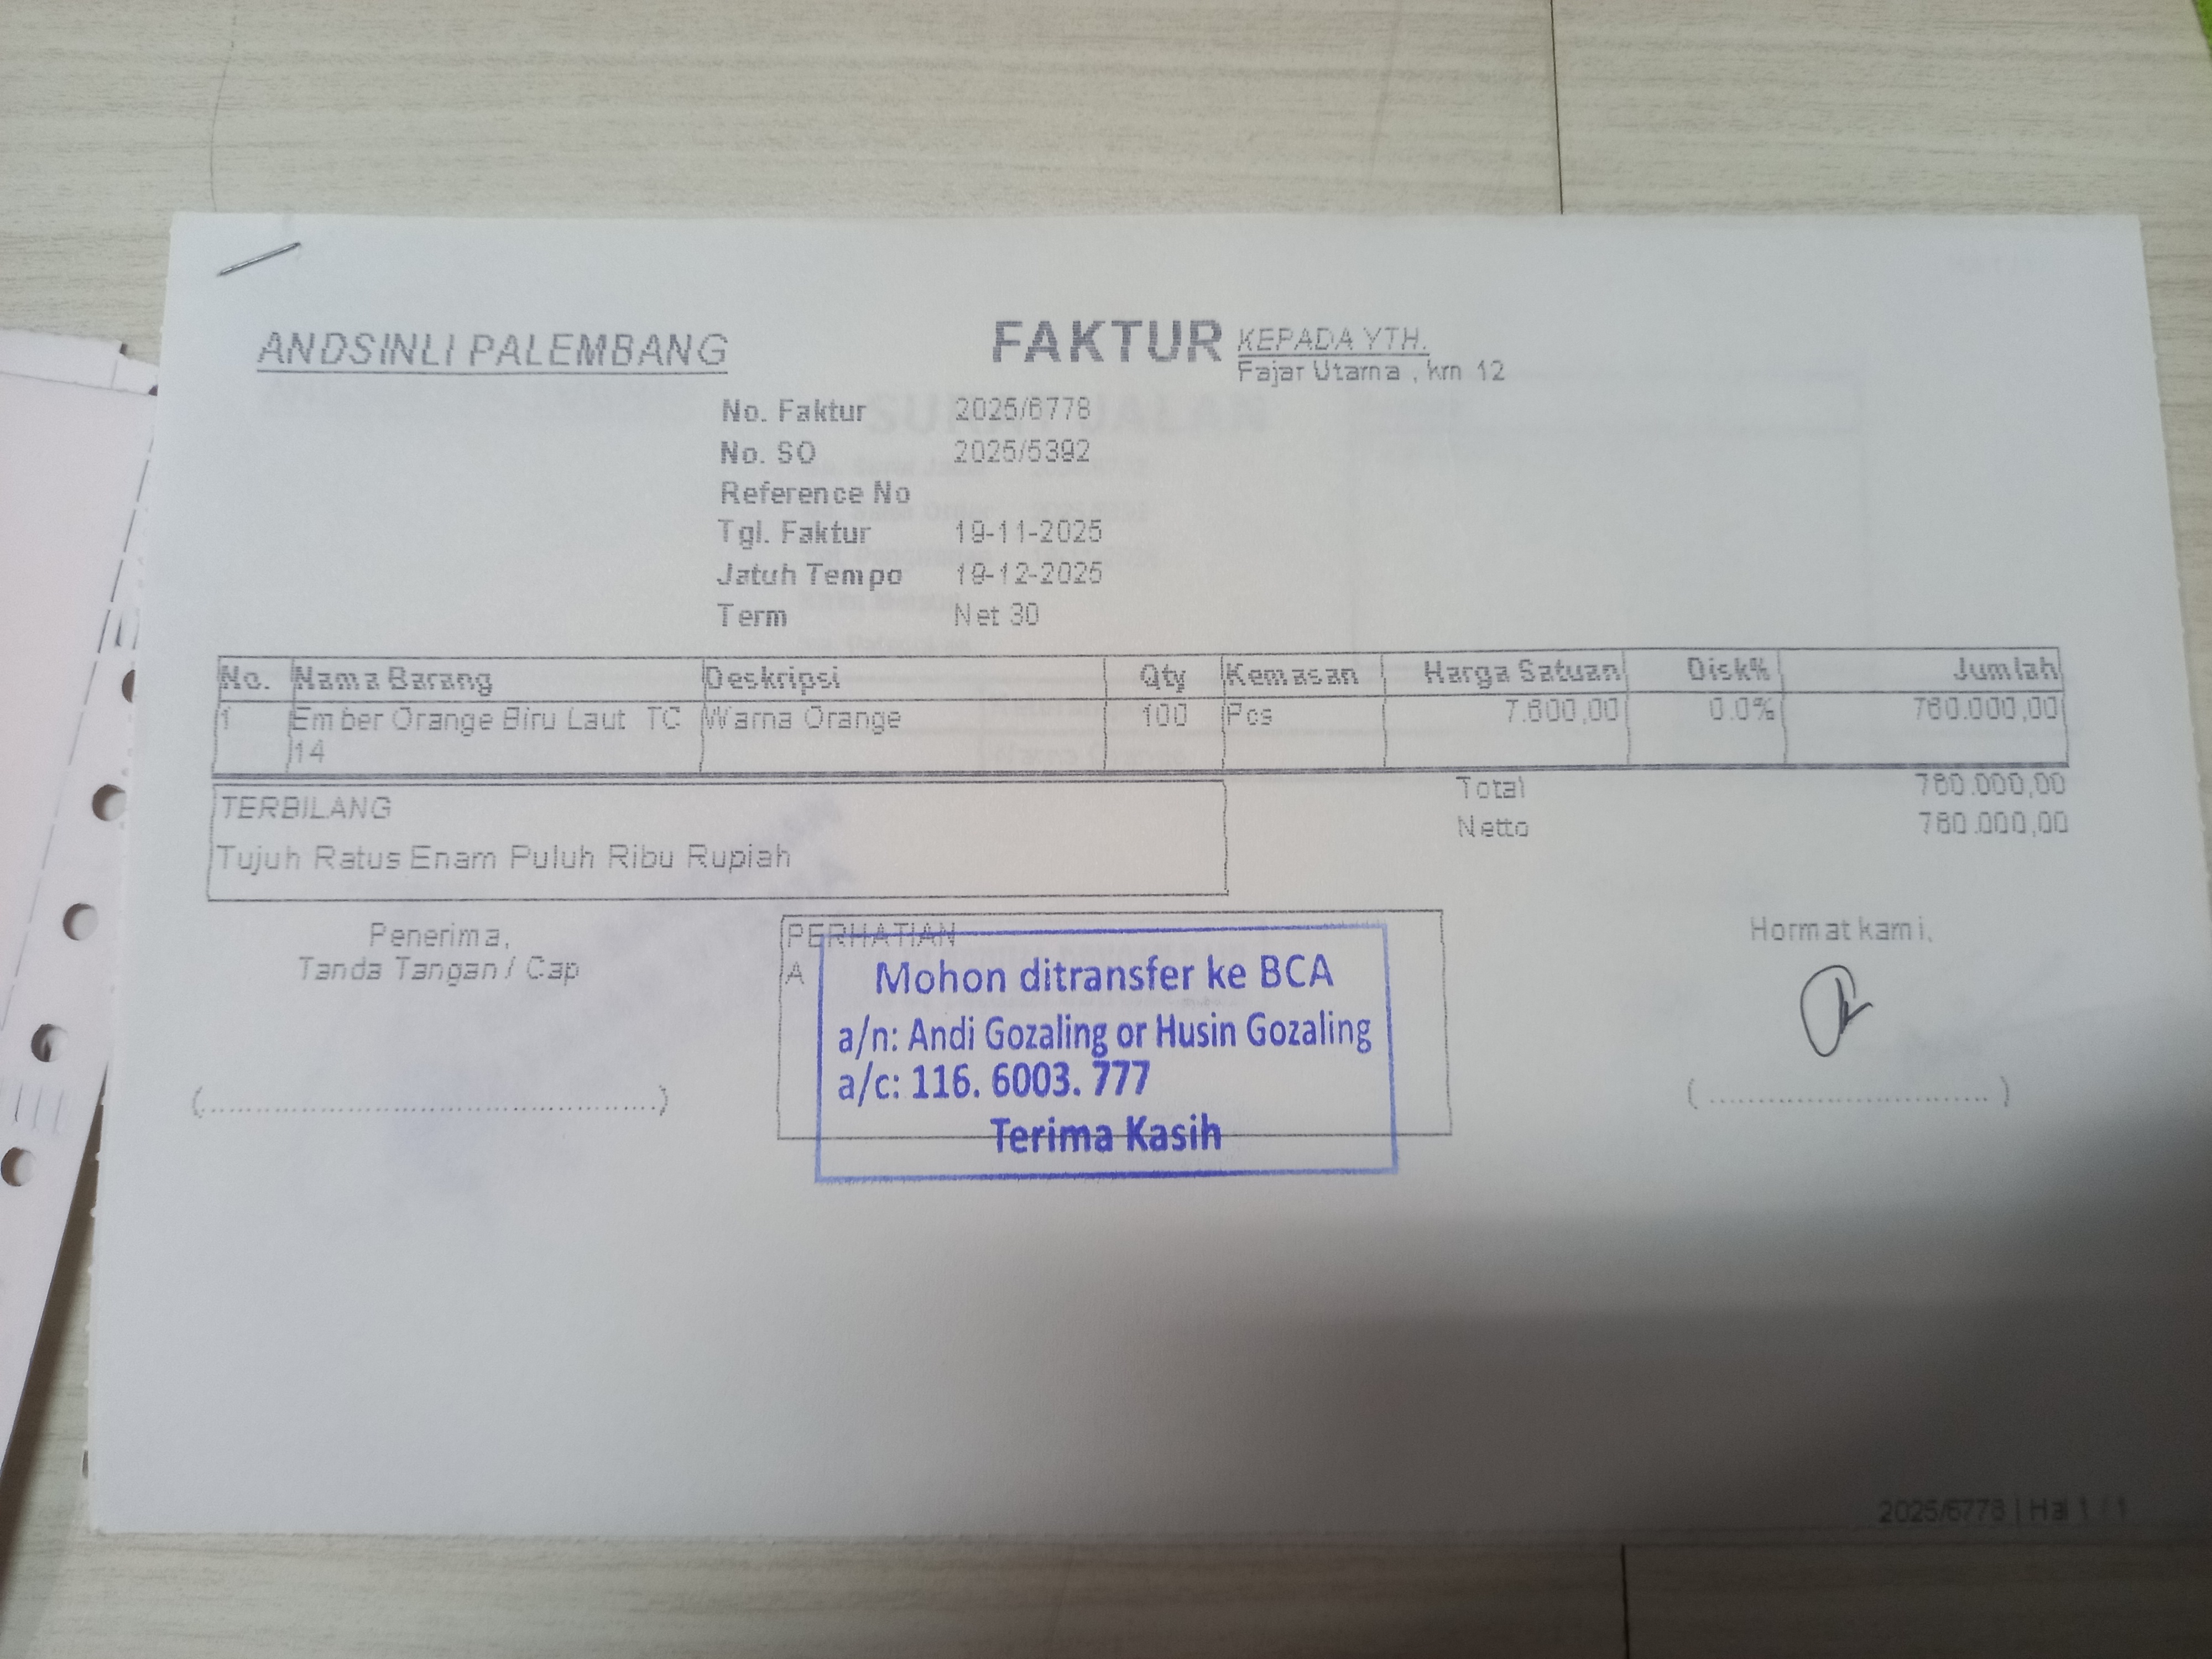 ANDSINLI PALEMBANG
FAKTUR
KEPADA YTH.
Fajar Utama , km 12
No. Faktur 2025/6778
No. SO 2025/5392
Reference No
Tgl. Faktur 19-11-2025
Jatuh Tempo 19-12-2025
Term Net 30
No. Nama Barang Deskripsi Qty Kemasan Harga Satuan Disk% Jumlah
1 Ember Orange Biru Laut TC Warna Orange 100 Pcs 7.600,00 0.0% 760.000,00
14
Total 760.000,00
Netto 760.000,00
TERBILANG
Tujuh Ratus Enam Puluh Ribu Rupiah
Penerima,
Tanda Tangan / Cap
PERHATIAN
A
Mohon ditransfer ke BCA
a/n: Andi Gozaling or Husin Gozaling
a/c: 116. 6003. 777
Terima Kasih
Hormat kami,
(........................................)
(........................................)
2025/6778 | Hal 1 / 1